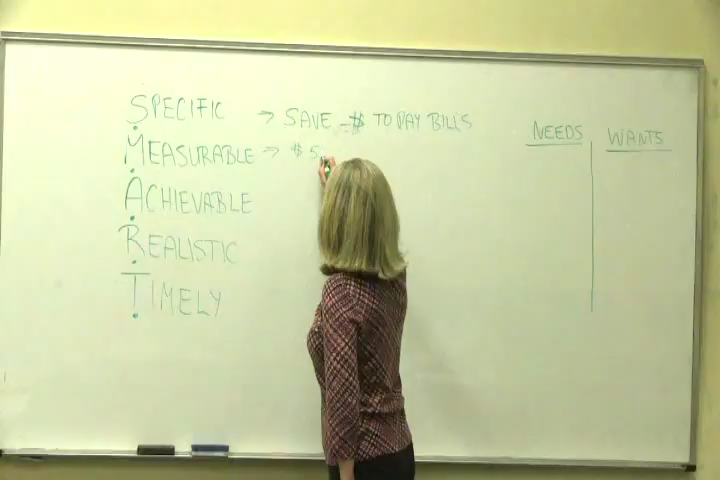 SPECIFIC → SAVE $ TO PAY BILLS
MEASURABLE → $ 5
ACHIEVABLE
REALISTIC
TIMELY
NEEDS WANTS